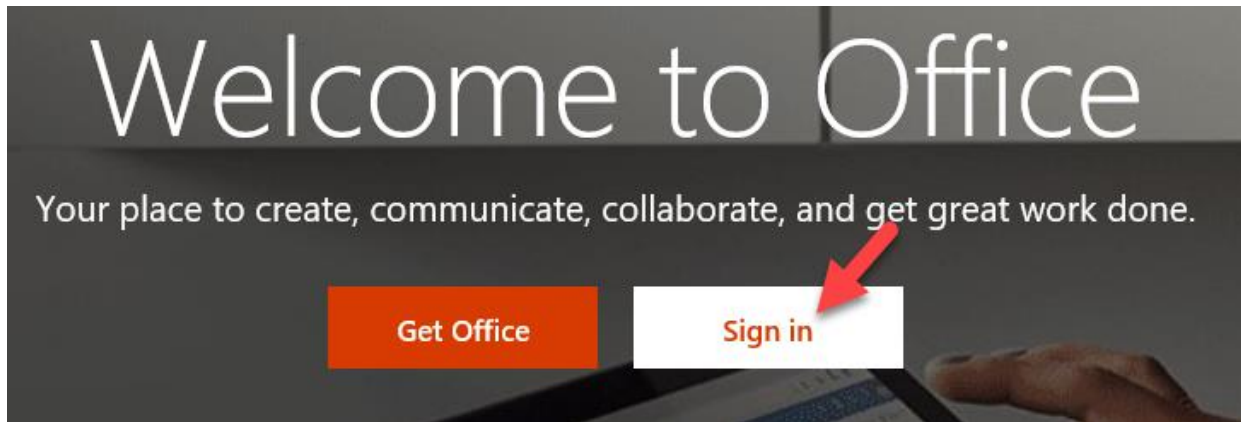 Welcome to Office
Your place to create, communicate, collaborate, and get great work done.
Get Office
Sign in